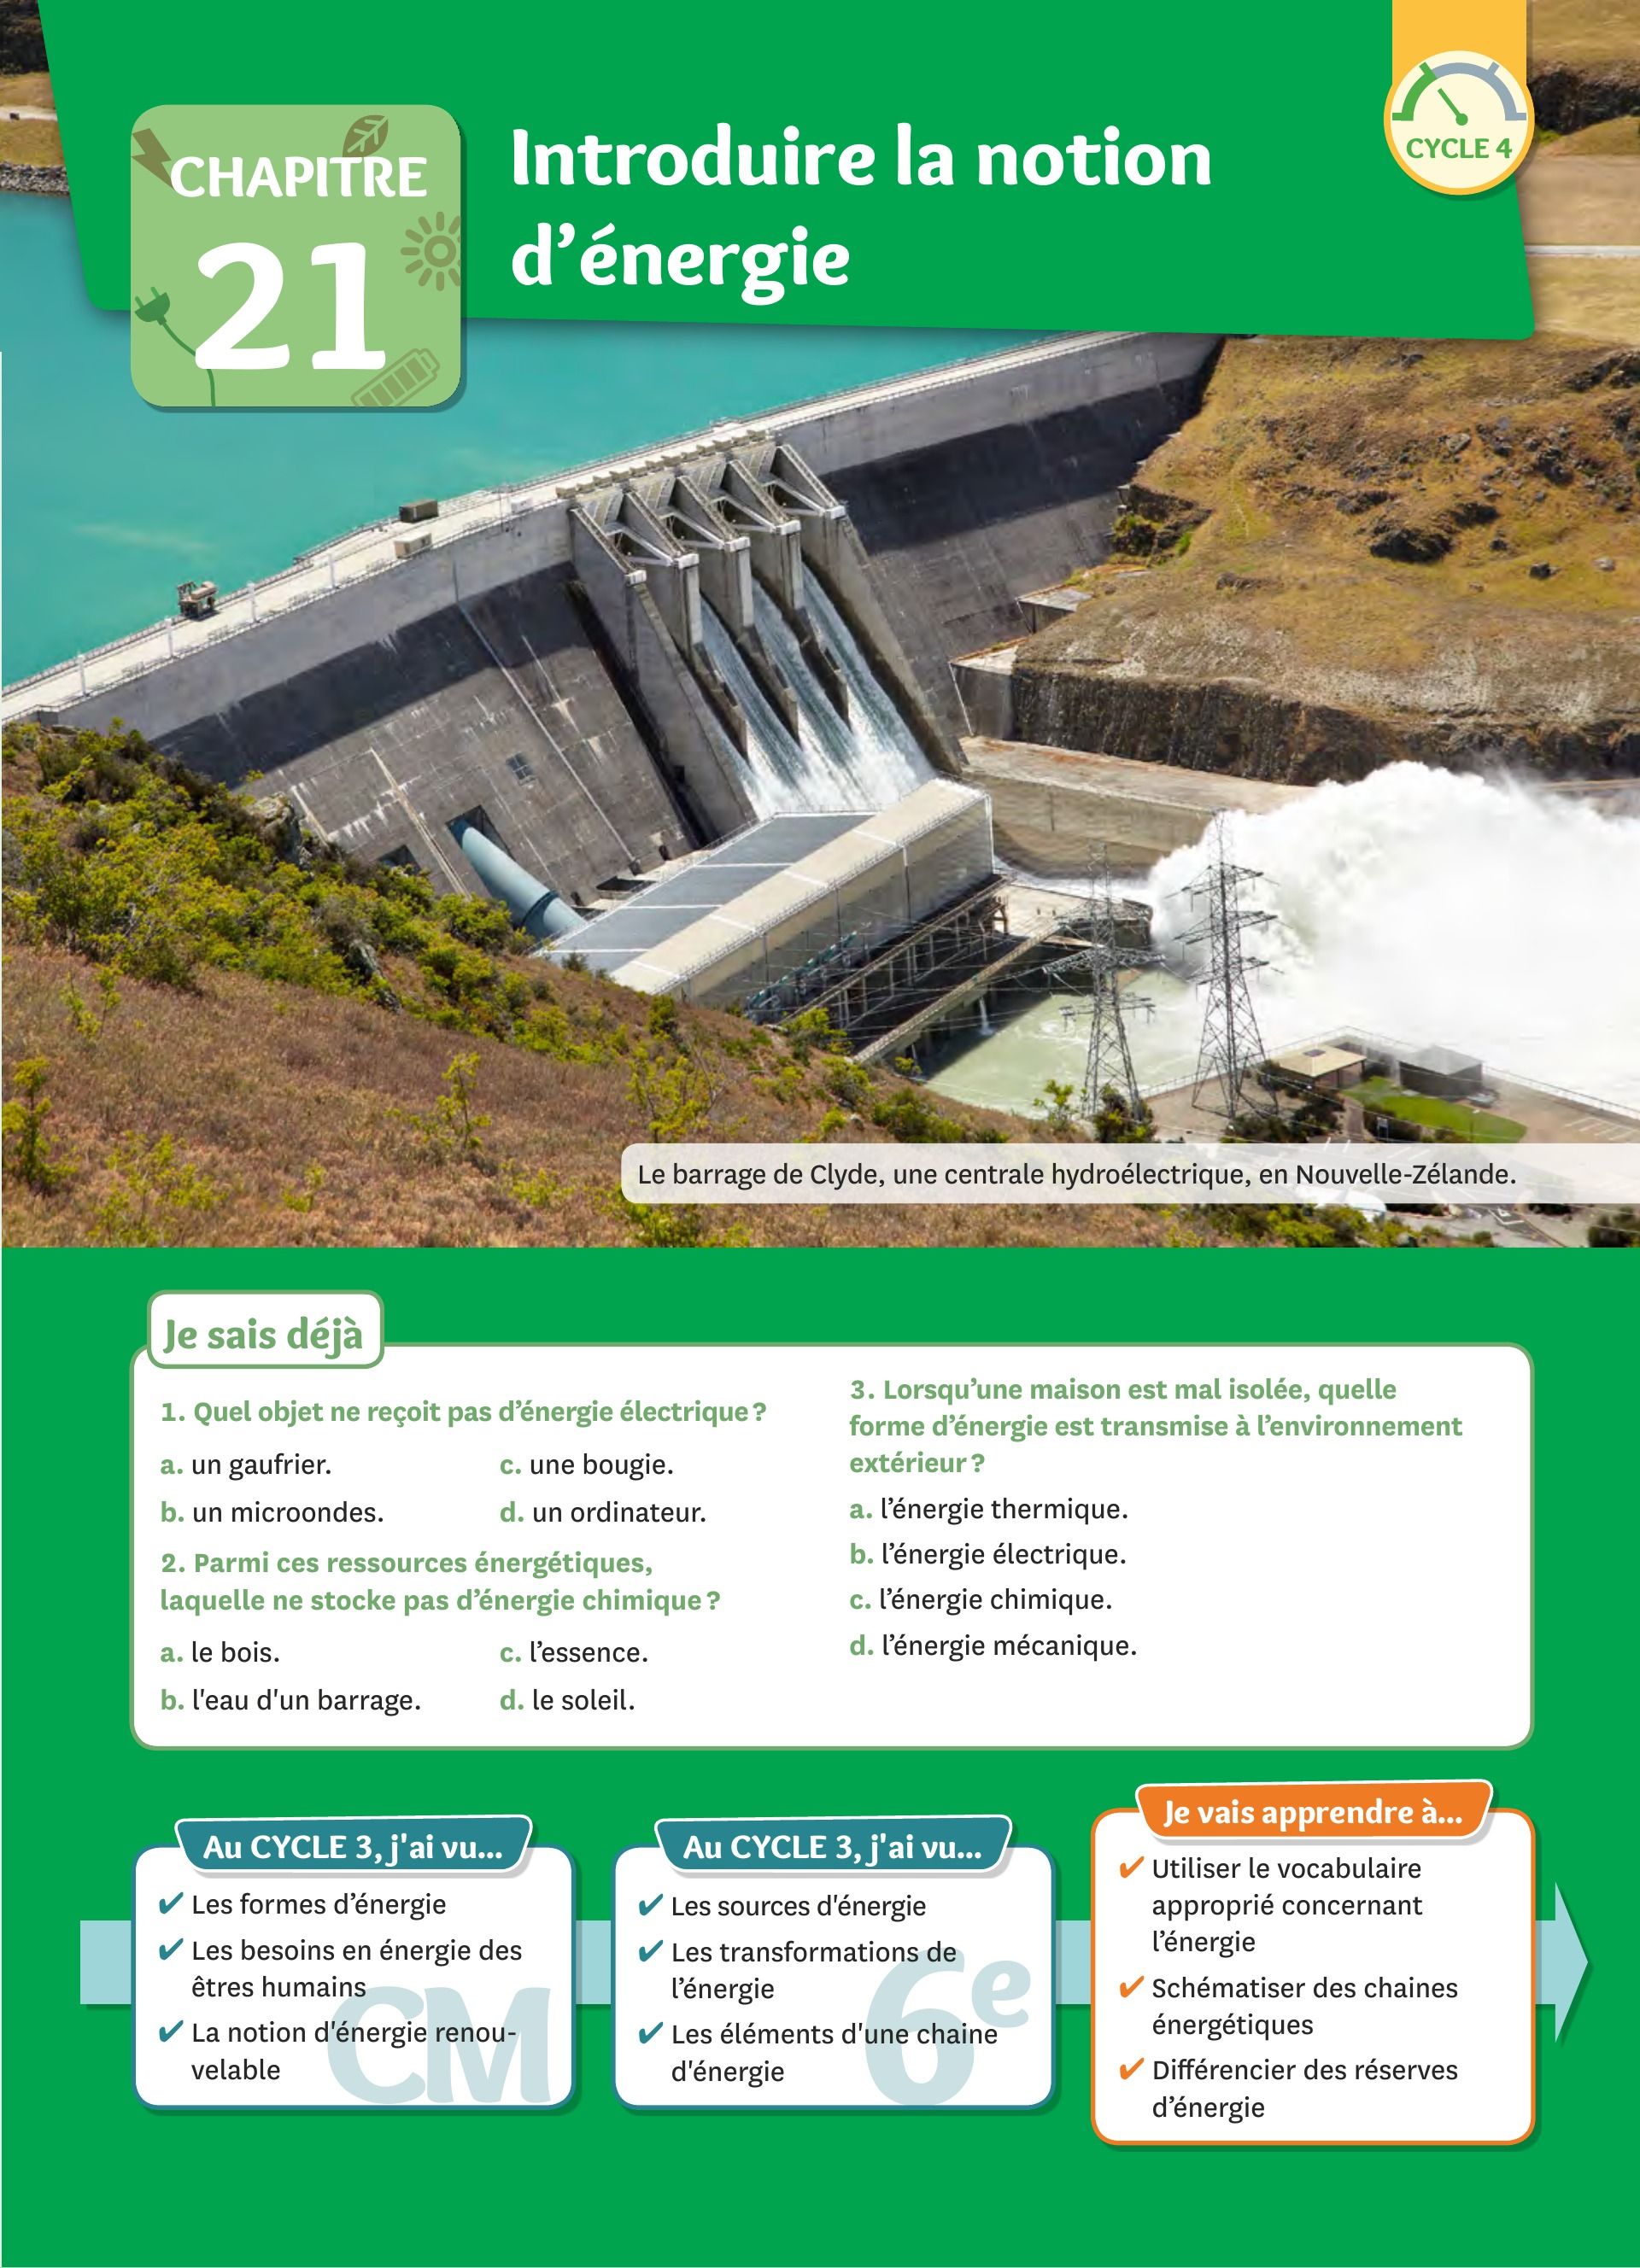 CHAPITRE
21
Introduire la notion
d’énergie
CYCLE 4
Le barrage de Clyde, une centrale hydroélectrique, en Nouvelle-Zélande.
Je sais déjà
1. Quel objet ne reçoit pas d’énergie électrique ?
a. un gaufrier.
c. une bougie.
b. un microondes.
d. un ordinateur.
2. Parmi ces ressources énergétiques,
laquelle ne stocke pas d’énergie chimique ?
a. le bois.
c. l’essence.
b. l'eau d'un barrage.
d. le soleil.
3. Lorsqu’une maison est mal isolée, quelle
forme d’énergie est transmise à l’environnement
extérieur ?
a. l’énergie thermique.
b. l’énergie électrique.
c. l’énergie chimique.
d. l’énergie mécanique.
Au CYCLE 3, j'ai vu...
✔ Les formes d’énergie
✔ Les besoins en énergie des
êtres humains
✔ La notion d'énergie renou-
velable
CM
Au CYCLE 3, j'ai vu...
✔ Les sources d'énergie
✔ Les transformations de
l’énergie
✔ Les éléments d'une chaine
d'énergie
6e
Je vais apprendre à...
✔ Utiliser le vocabulaire
approprié concernant
l’énergie
✔ Schématiser des chaines
énergétiques
✔ Différencier des réserves
d’énergie